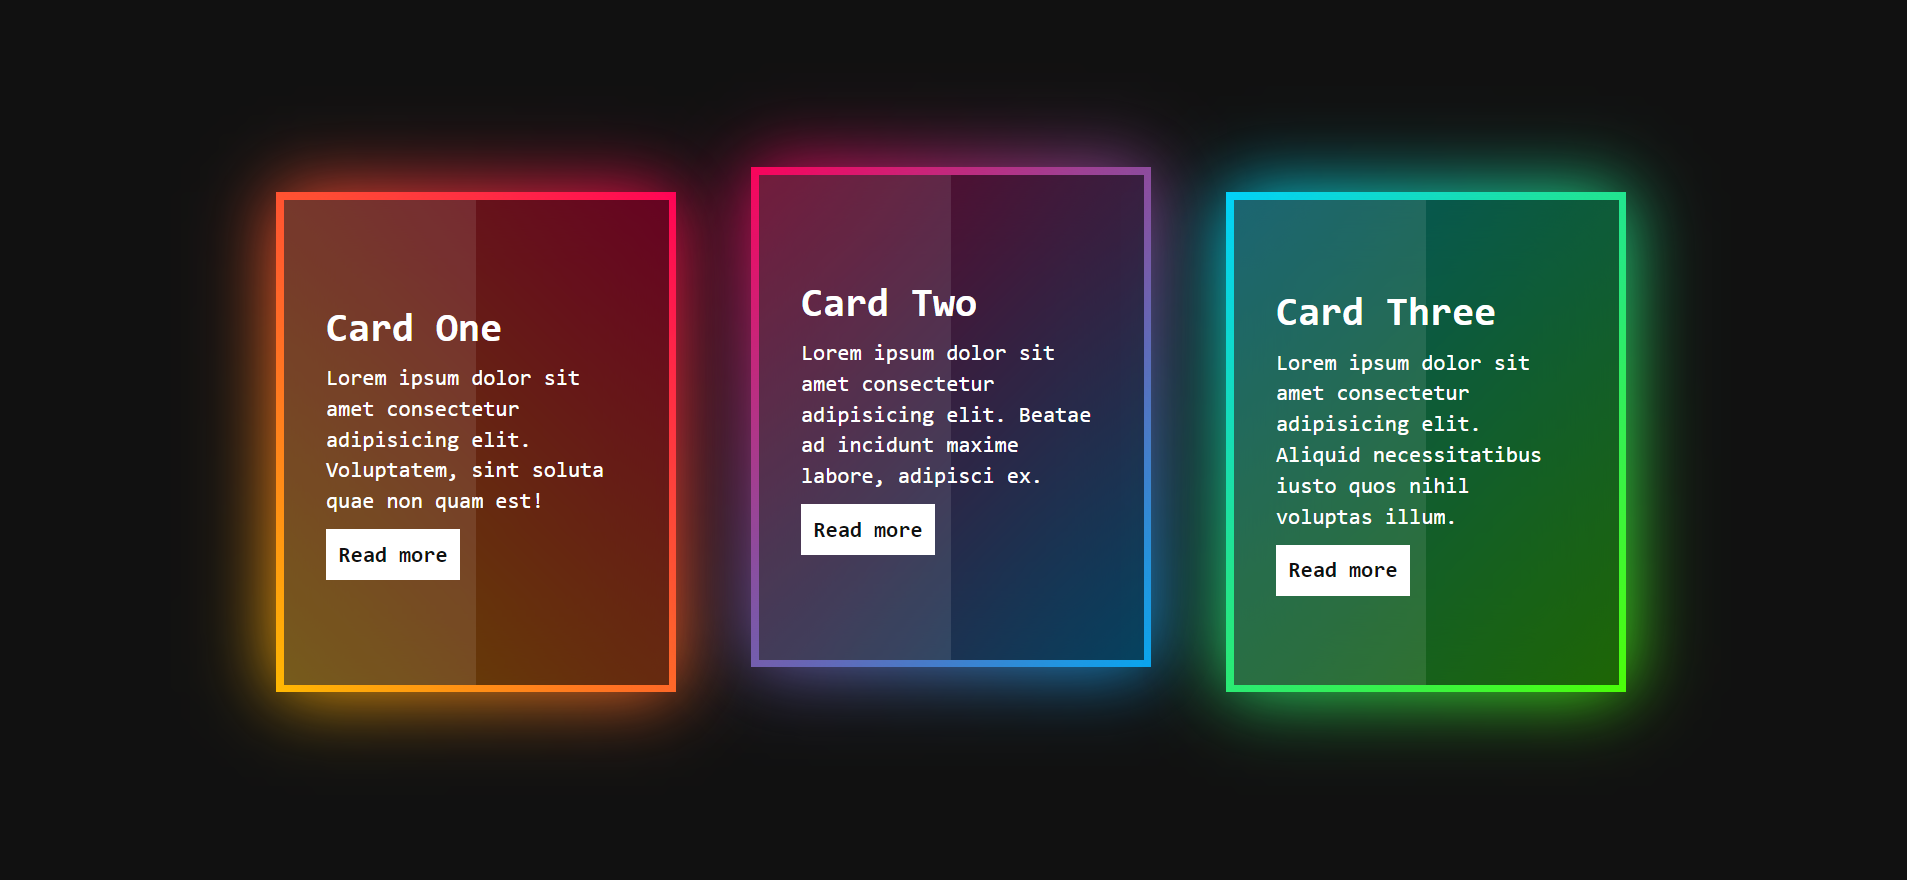 Card One
Lorem ipsum dolor sit
amet consectetur
adipisicing elit.
Voluptatem, sint soluta
quae non quam est!
Read more
Card Two
Lorem ipsum dolor sit
amet consectetur
adipisicing elit. Beatae
ad incidunt maxime
labore, adipisci ex.
Read more
Card Three
Lorem ipsum dolor sit
amet consectetur
adipisicing elit.
Aliquid necessitatibus
iusto quos nihil
voluptas illum.
Read more